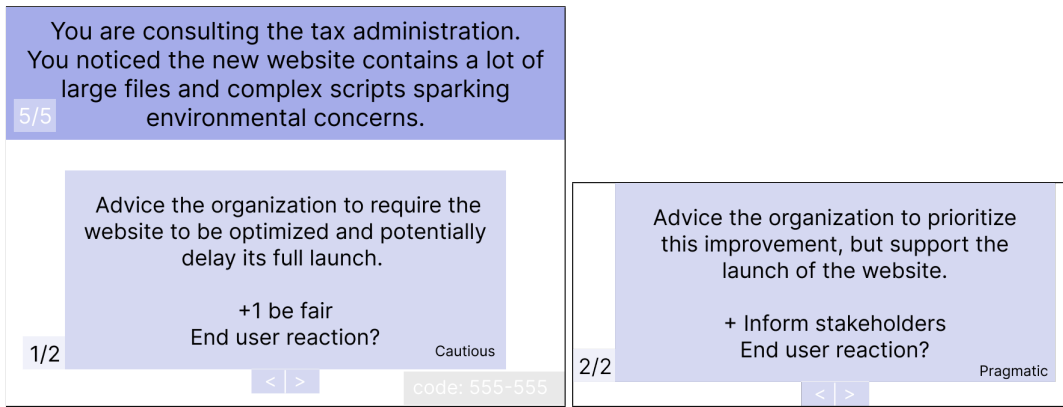 You are consulting the tax administration.
You noticed the new website contains a lot of
large files and complex scripts sparking
environmental concerns.
5/5
Advice the organization to require the
website to be optimized and potentially
delay its full launch.
+1 be fair
End user reaction?
Cautious
1/2
< >
code: 555-555
Advice the organization to prioritize
this improvement, but support the
launch of the website.
+ Inform stakeholders
End user reaction?
Pragmatic
2/2
< >